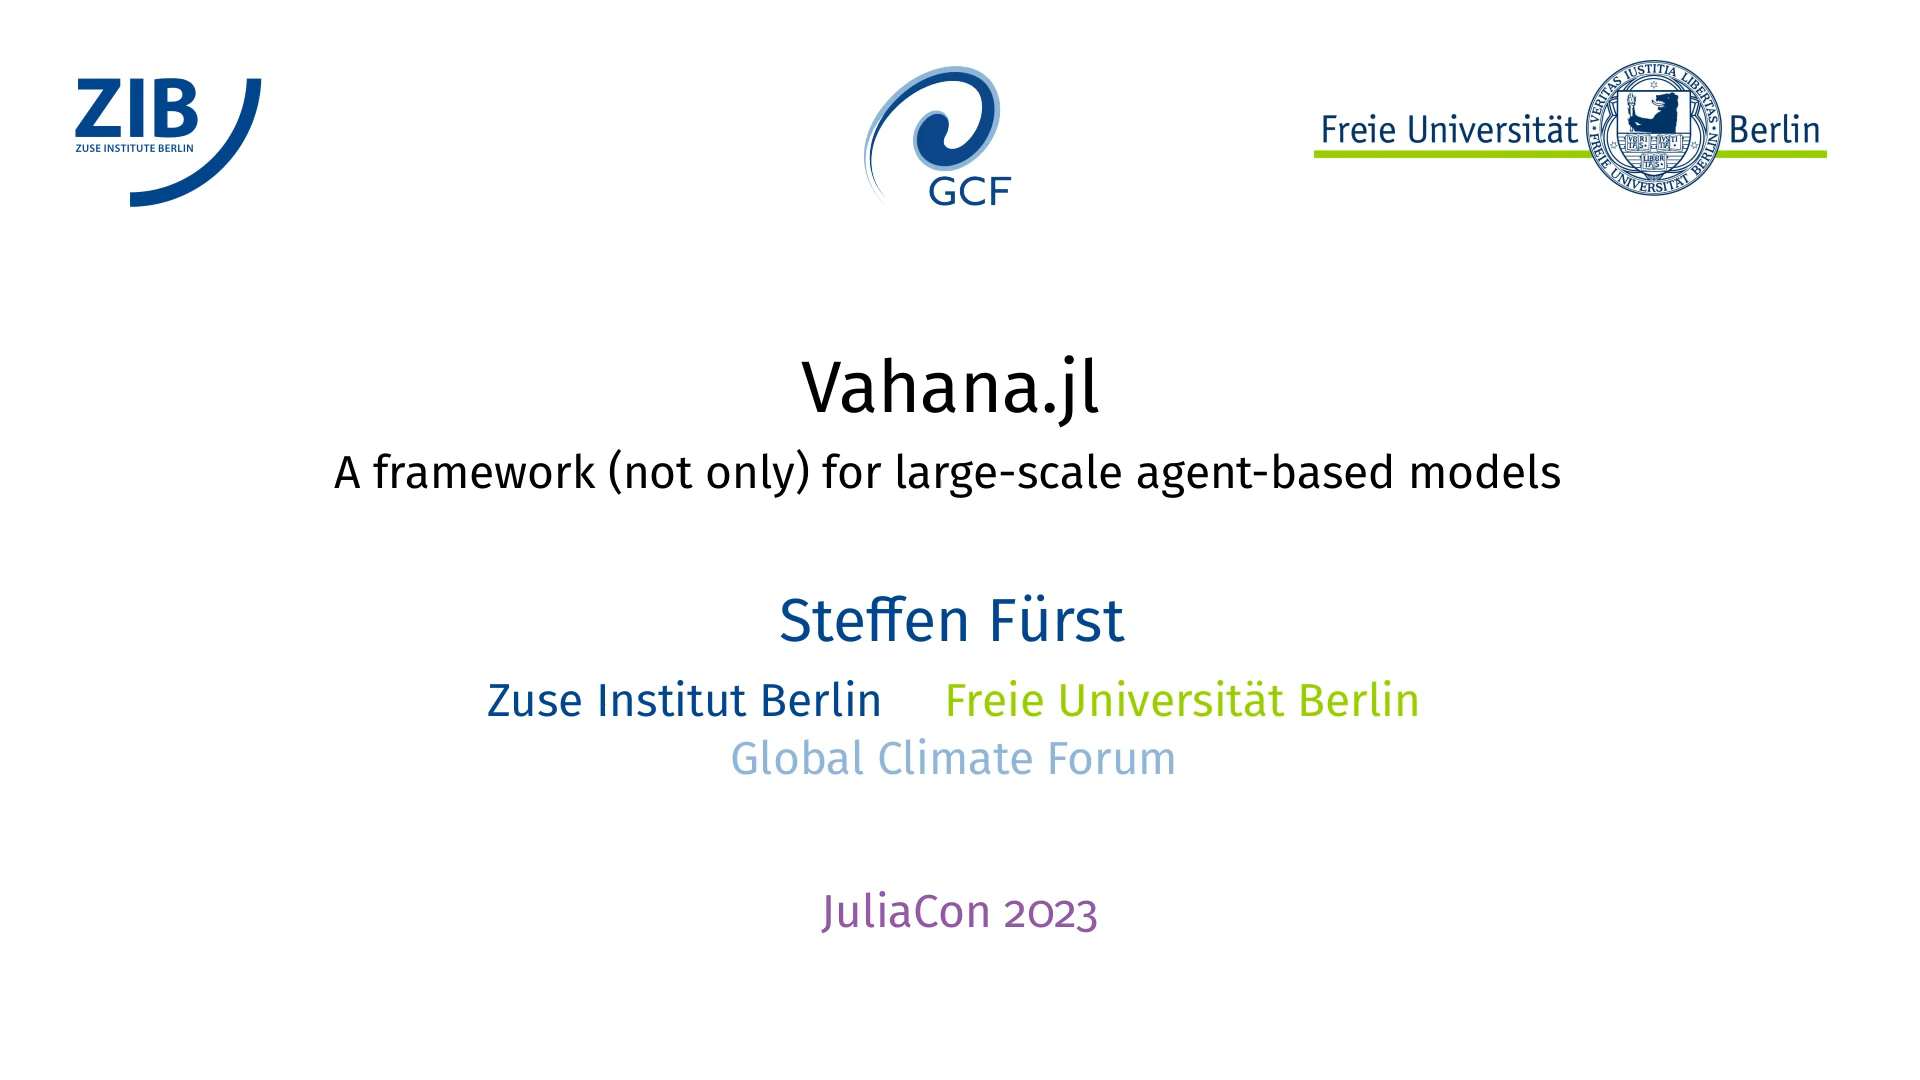 ZIB
ZUSE INSTITUTE BERLIN
GCF
Freie Universität Berlin
VERITAS IUSTITIA LIBERTAS
FREIE UNIVERSITÄT BERLIN
Vahana.jl
A framework (not only) for large-scale agent-based models
Steffen Fürst
Zuse Institut Berlin Freie Universität Berlin
Global Climate Forum
JuliaCon 2023